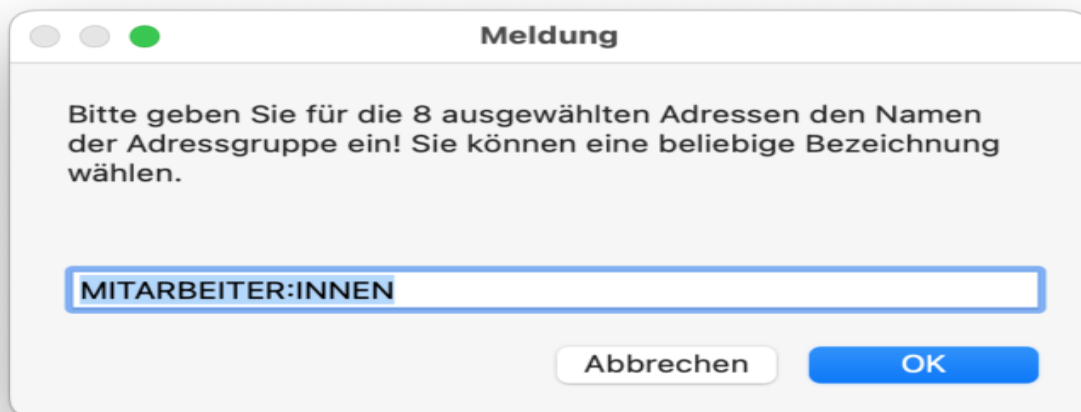 Meldung
Bitte geben Sie für die 8 ausgewählten Adressen den Namen
der Adressgruppe ein! Sie können eine beliebige Bezeichnung
wählen.
MITARBEITER:INNEN
Abbrechen
OK